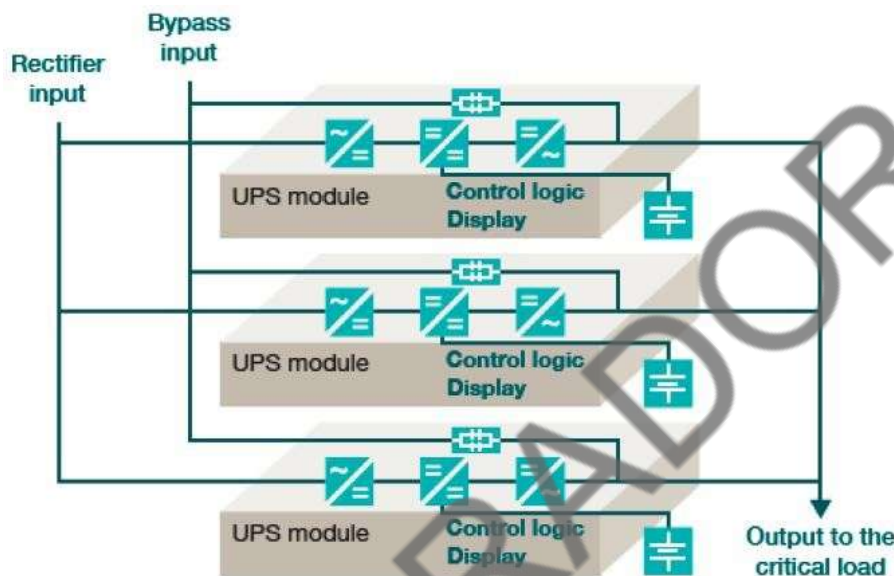 Bypass
input
Rectifier
input
UPS module
Control logic
Display
UPS module
Control logic
Display
UPS module
Control logic
Display
Output to the
critical load
RADOR